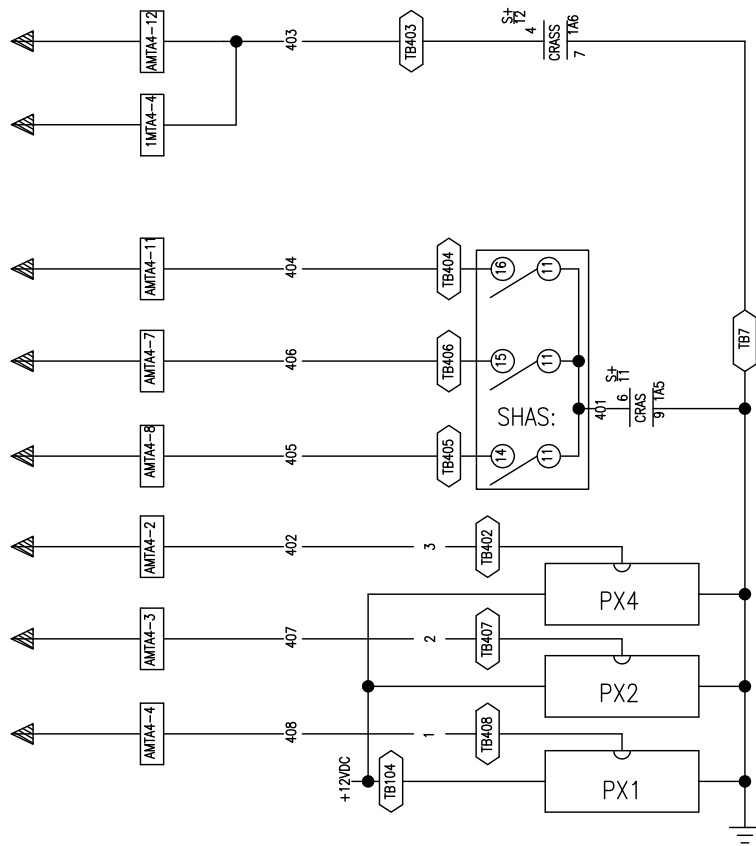 AMTA4-12
403
TB403
S+
12
4
CRASS
1A6
7
1MTA4-4
AMTA4-11
404
TB404
16
11
AMTA4-7
406
TB406
15
11
TB7
SHAS:
401
S+
11
6
CRAS
9
1A5
AMTA4-8
405
TB405
14
11
AMTA4-2
402
3
TB402
PX4
AMTA4-3
407
2
TB407
PX2
AMTA4-4
408
1
TB408
+12VDC
TB104
PX1